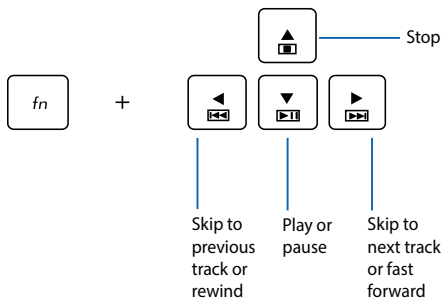 Stop
fn
+
Skip to
previous
track or
rewind
Play or
pause
Skip to
next track
or fast
forward